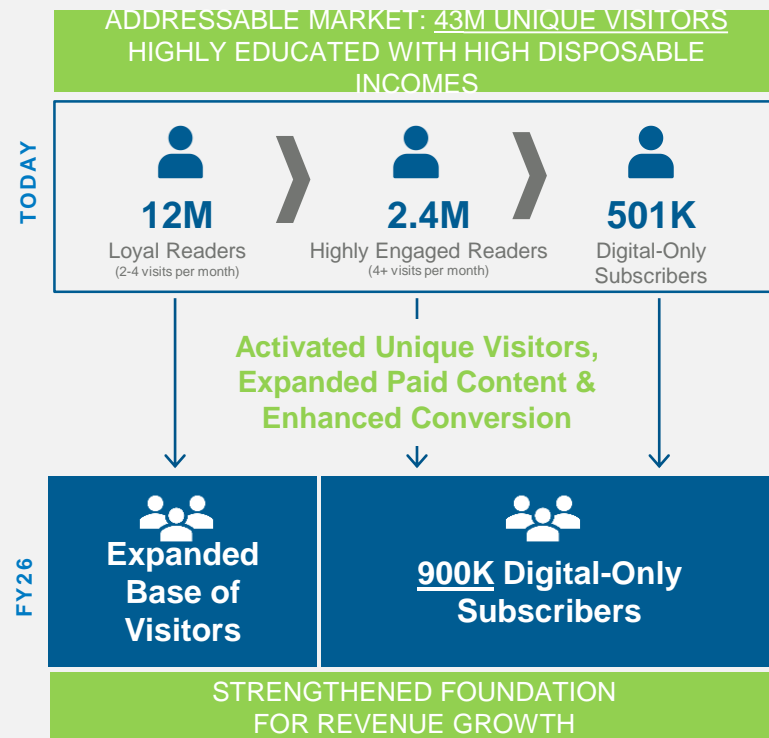 ADDRESSABLE MARKET: 43M UNIQUE VISITORS
HIGHLY EDUCATED WITH HIGH DISPOSABLE
INCOMES
TODAY
12M
Loyal Readers
(2-4 visits per month)
2.4M
Highly Engaged Readers
(4+ visits per month)
501K
Digital-Only
Subscribers
Activated Unique Visitors,
Expanded Paid Content &
Enhanced Conversion
FY26
Expanded
Base of
Visitors
900K Digital-Only
Subscribers
STRENGTHENED FOUNDATION
FOR REVENUE GROWTH